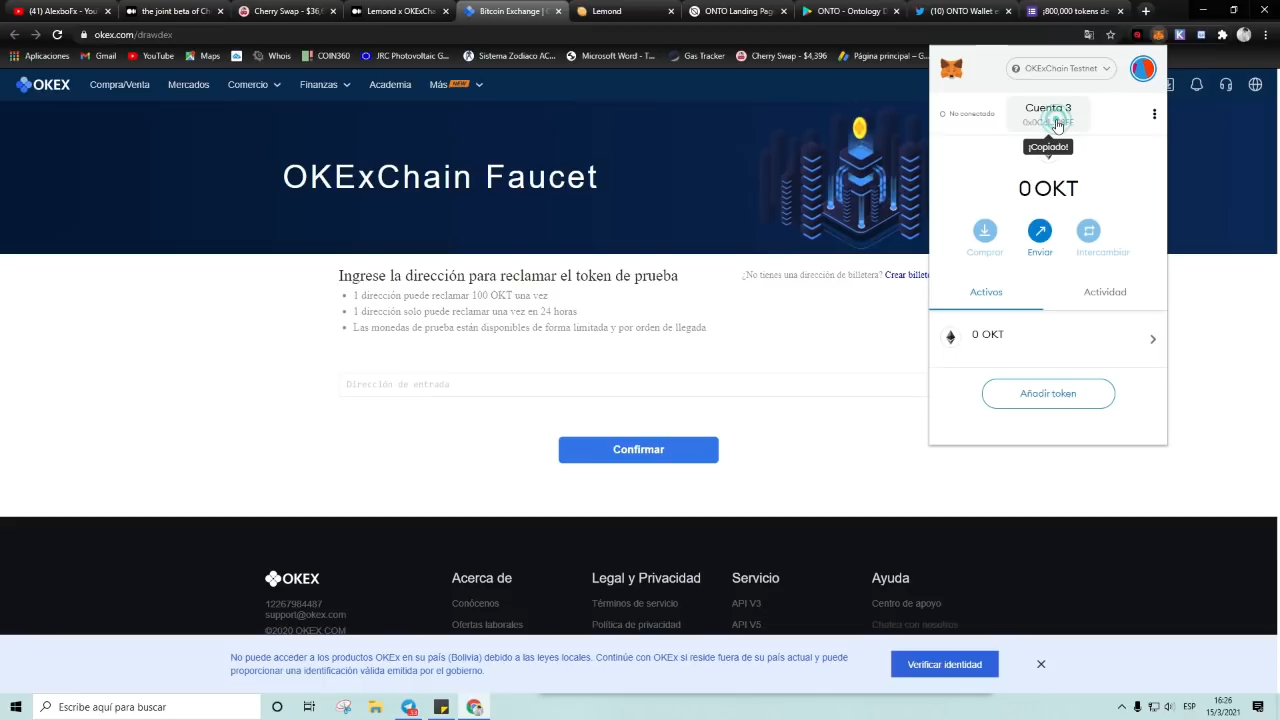 (15) AlexboFx - Yout
the joint beta of Ch
Cherry Swap - $36,
Lemond x OKExChain
Bitcoin Exchange |
Lemond
ONTO Landing Page
ONTO - Ontology
(10) ONTO Wallet e
¡800,000 tokens de
okex.com/drawdex
Aplicaciones
Gmail
YouTube
Maps
Whois
COIN360
JRC Photovoltaic G...
Sistema Zodiaco AC...
Microsoft Word - T...
Gas Tracker
Cherry Swap - $4,396
Página principal – G...
OKEX
Compra/Venta
Mercados
Comercio
Finanzas
Academia
Más
NEW
OKExChain Testnet
No conectado
Cuenta 3
¡Copiado!
OKExChain Faucet
0 OKT
Comprar
Enviar
Intercambiar
Activos
Actividad
0 OKT
Añadir token
Ingrese la dirección para reclamar el token de prueba
¿No tienes una dirección de billetera? Crear billete
1 dirección puede reclamar 100 OKT una vez
1 dirección solo puede reclamar una vez en 24 horas
Las monedas de prueba están disponibles de forma limitada y por orden de llegada
Dirección de entrada
Confirmar
OKEX
12267984487
support@okex.com
©2020 OKEX.COM
Acerca de
Conócenos
Ofertas laborales
Legal y Privacidad
Términos de servicio
Política de privacidad
Servicio
API V3
API V5
Ayuda
Centro de apoyo
Chatea con nosotros
No puede acceder a los productos OKEx en su país (Bolivia) debido a las leyes locales. Continúe con OKEx si reside fuera de su país actual y puede
proporcionar una identificación válida emitida por el gobierno.
Verificar identidad
Escribe aquí para buscar
ESP
16:26
15/3/2021